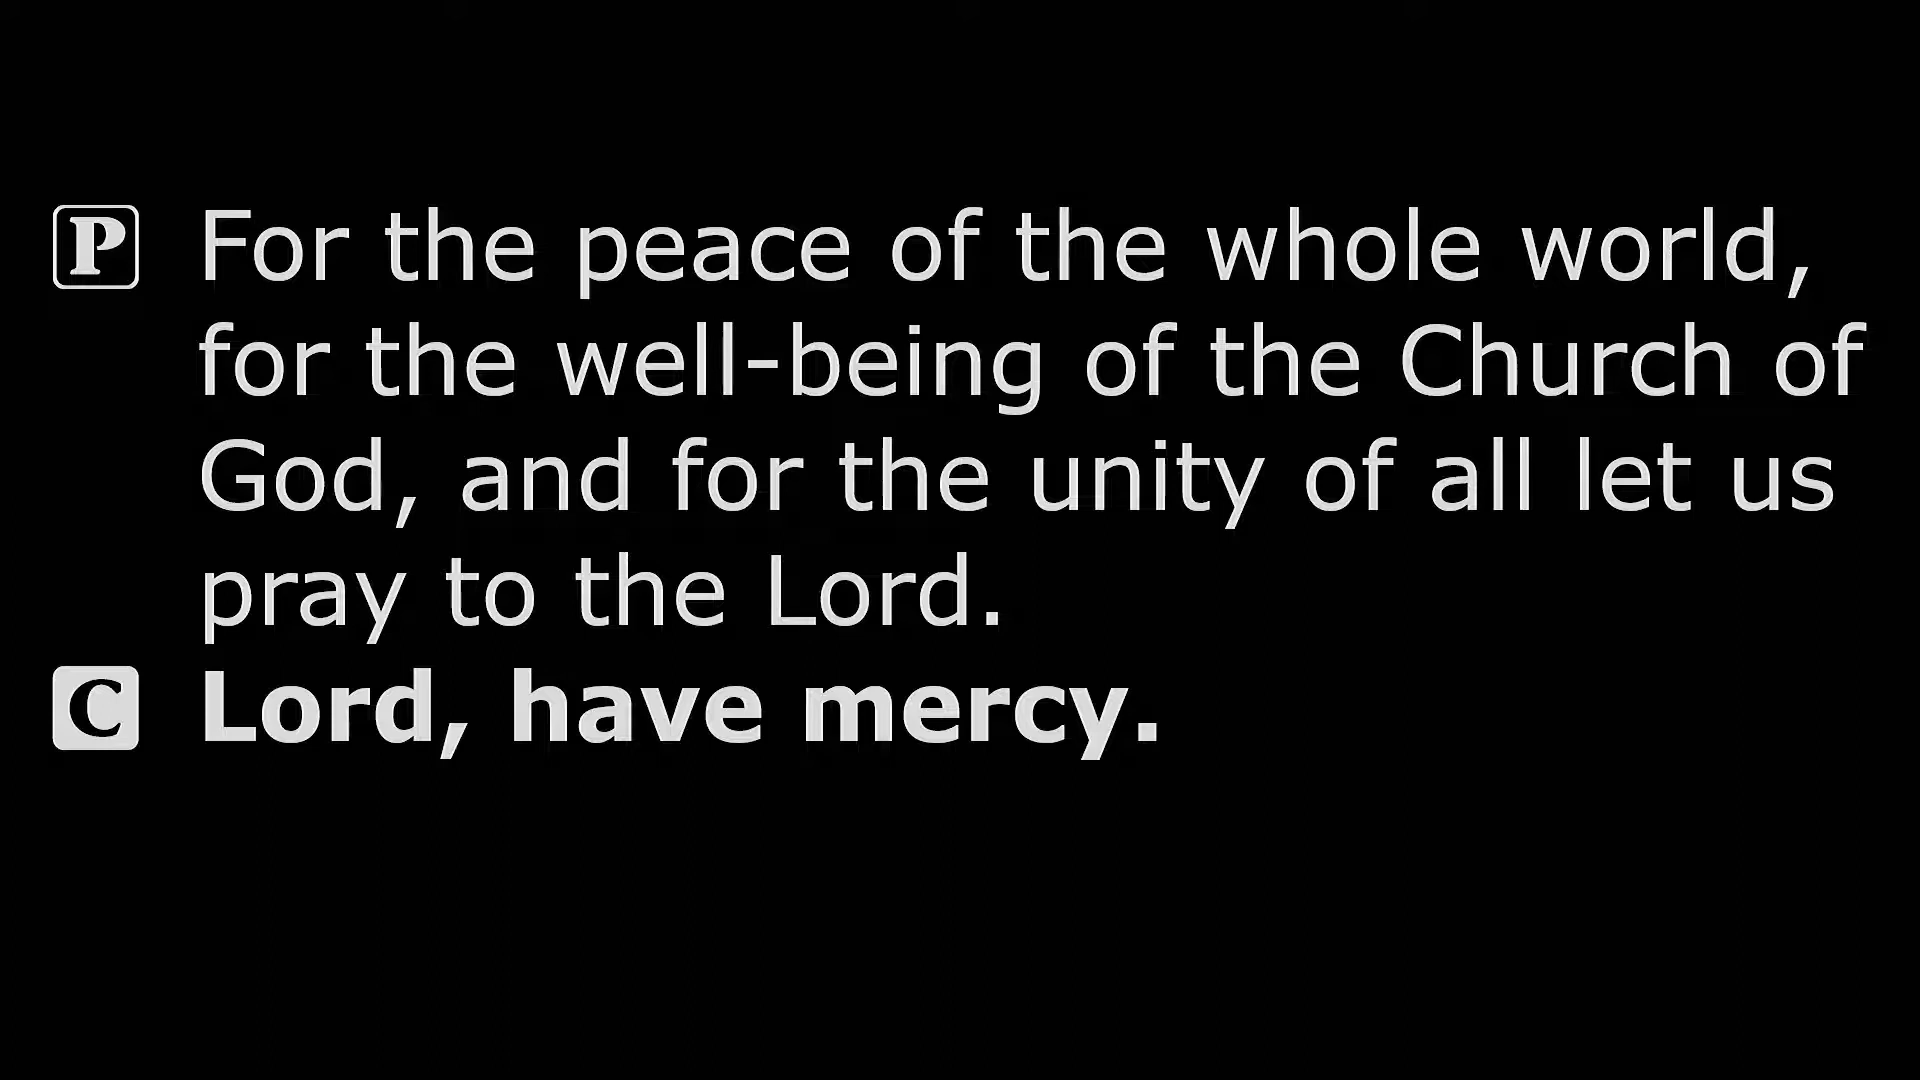 P For the peace of the whole world,
for the well-being of the Church of
God, and for the unity of all let us
pray to the Lord.
C Lord, have mercy.